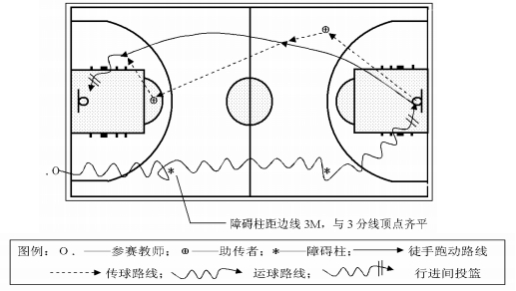 . O
*
*
障碍柱距边线 3M，与 3 分线顶点齐平
图例； O . ——参赛教师； ⊕——助传者； *——障碍柱； 徒手跑动路线
传球路线； 运球路线； 行进间投篮